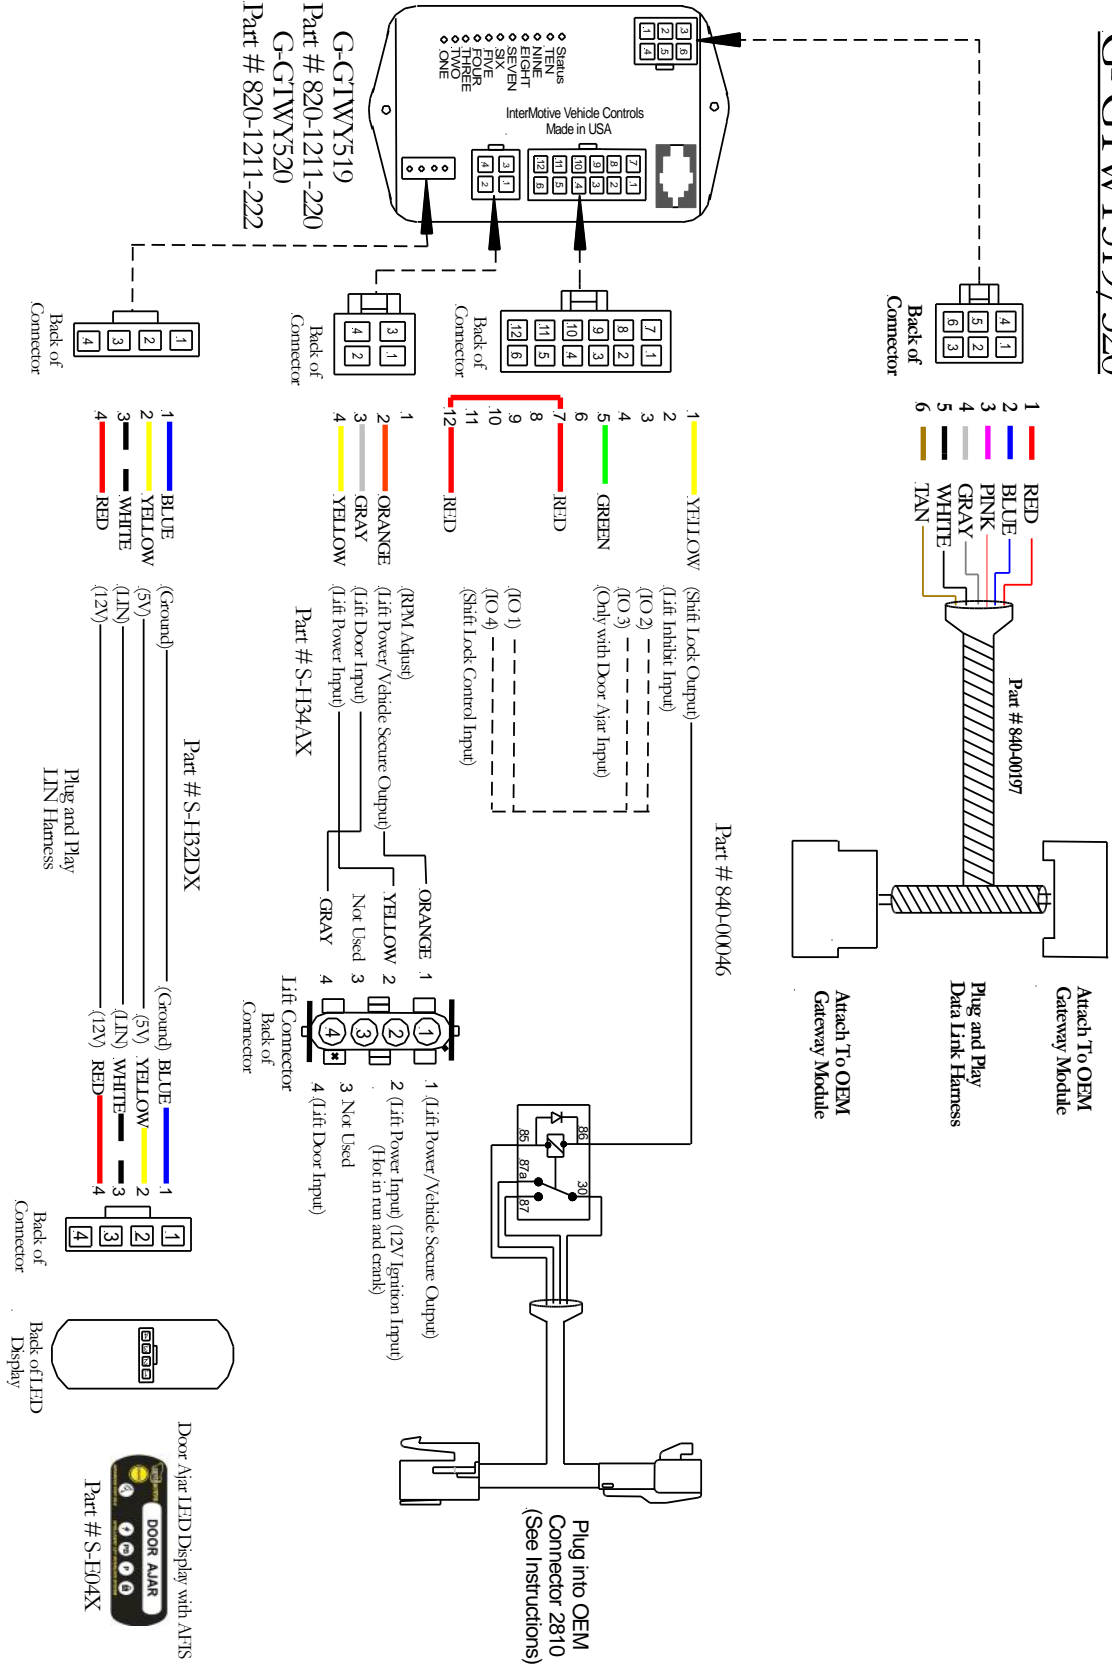 G-GTWY519/520
Status
TEN
NINE
EIGHT
SEVEN
SIX
FIVE
FOUR
THREE
TWO
ONE
InterMotive Vehicle Controls
Made in USA
G-GTWY519
Part # 820-1211-220
G-GTWY520
Part # 820-1211-222
Back of
Connector
1 RED
2 BLUE
3 PINK
4 GRAY
5 WHITE
6 TAN
Part # 840-00197
Attach To OEM
Gateway Module
Plug and Play
Data Link Harness
Attach To OEM
Gateway Module
Back of
Connector
1 YELLOW (Shift Lock Output)
2 (Lift Inhibit Input)
3 (IO 2)
4 (IO 3)
5 GREEN (Only with Door Ajar Input)
6
7 RED
8
9 (IO 1)
10 (IO 4)
11 (Shift Lock Control Input)
12 RED
Part # 840-00046
86
85
30
87a
87
Plug into OEM
Connector 2810
(See Instructions)
Back of
Connector
1 (RPM Adjust)
2 ORANGE (Lift Power/Vehicle Secure Output)
3 GRAY (Lift Door Input)
4 YELLOW (Lift Power Input)
Part # S-H34AX
ORANGE 1
YELLOW 2
Not Used 3
GRAY 4
Lift Connector
Back of
Connector
1 (Lift Power/Vehicle Secure Output)
2 (Lift Power Input) (12V Ignition Input)
(Hot in run and crank)
3 Not Used
4 (Lift Door Input)
Back of
Connector
1 BLUE (Ground)
2 YELLOW (5V)
3 WHITE (LIN)
4 RED (12V)
Part # S-H32DX
Plug and Play
LIN Harness
(Ground) BLUE 1
(5V) YELLOW 2
(LIN) WHITE 3
(12V) RED 4
Back of
Connector
Back of LED
Display
Door Ajar LED Display with AFIS
DOOR AJAR
Part # S-E04X